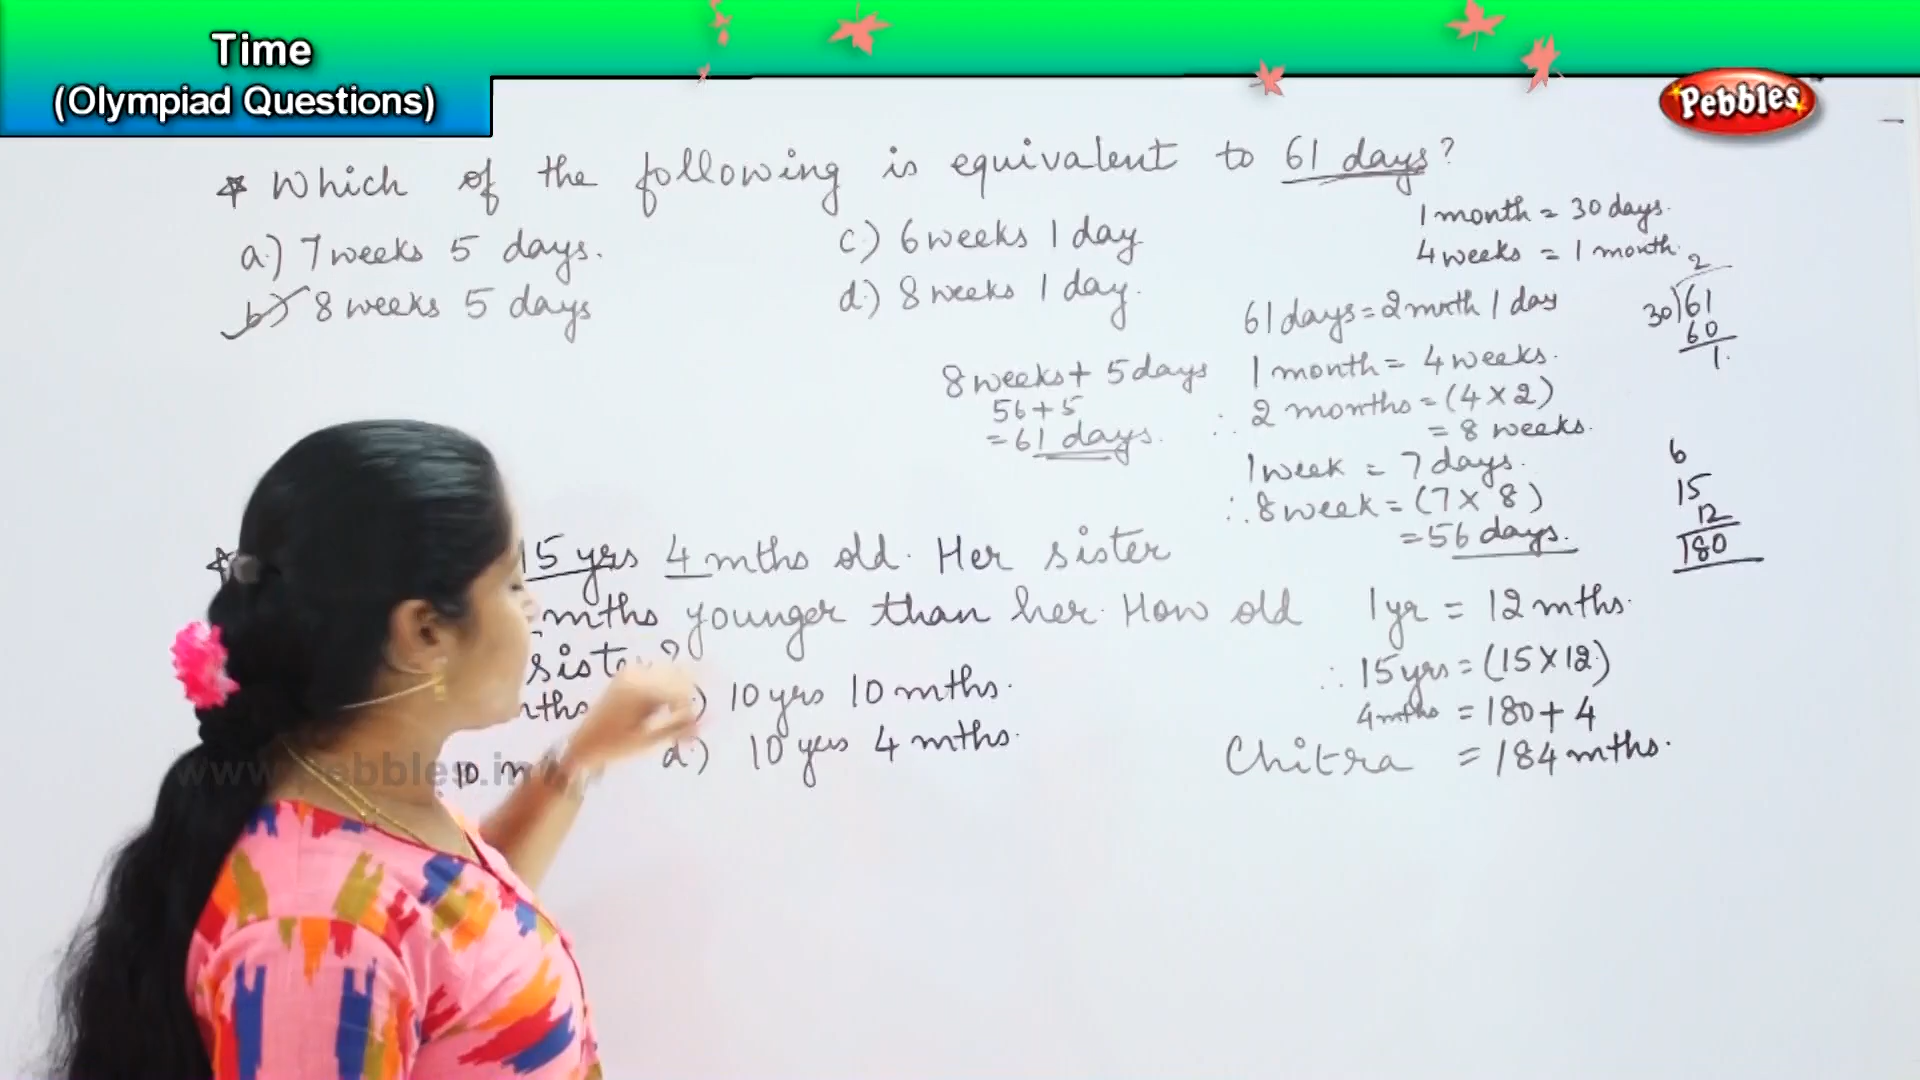 Time
(Olympiad Questions)
Pebbles
* Which of the following is equivalent to 61 days?
a.) 7 weeks 5 days.
b.) 8 weeks 5 days
c.) 6 weeks 1 day
d.) 8 weeks 1 day.
1 month = 30 days.
4 weeks = 1 month.
61 days = 2 month 1 day
2
30)61
60
1.
1 month = 4 weeks.
∴ 2 months = (4 × 2)
= 8 weeks.
1 week = 7 days.
∴ 8 week = (7 × 8)
= 56 days.
8 weeks + 5 days
56 + 5
= 61 days.
6
15
12
180
* 15 yrs 4 mths old. Her sister
mths younger than her. How old
sister?
10 yrs 10 mths.
d.) 10 yrs 4 mths.
10 m
1 yr = 12 mths.
∴ 15 yrs = (15 × 12)
4 mths = 180 + 4
Chitra = 184 mths.
www.pebbles.in